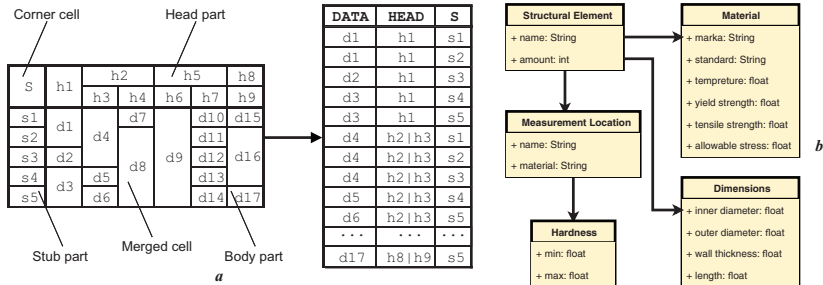 Corner cell
Head part
S h1 h2 h5 h8
h3 h4 h6 h7 h9
s1 d1 d4 d7 d9 d10 d15
s2 d8 d11 d16
s3 d2 d12
s4 d3 d5 d13
s5 d6 d14 d17
Stub part
Merged cell
Body part
a
DATA HEAD S
d1 h1 s1
d1 h1 s2
d2 h1 s3
d3 h1 s4
d3 h1 s5
d4 h2|h3 s1
d4 h2|h3 s2
d4 h2|h3 s3
d5 h2|h3 s4
d6 h2|h3 s5
... ... ...
d17 h8|h9 s5
Structural Element
+ name: String
+ amount: int
Measurement Location
+ name: String
+ material: String
Hardness
+ min: float
+ max: float
Material
+ marka: String
+ standard: String
+ tempreture: float
+ yield strength: float
+ tensile strength: float
+ allowable stress: float
Dimensions
+ inner diameter: float
+ outer diameter: float
+ wall thickness: float
+ length: float
b